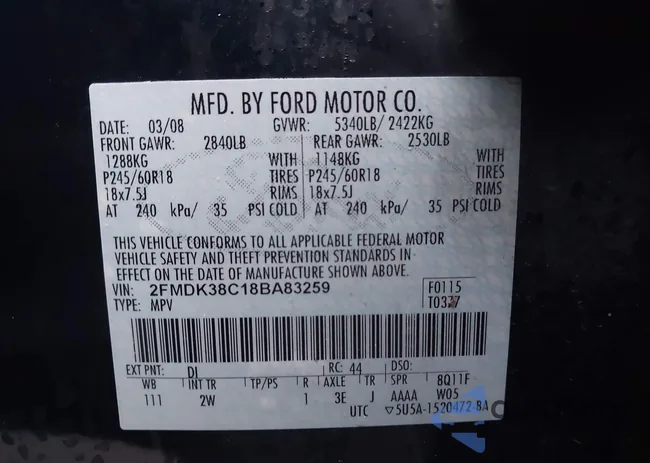 MFD. BY FORD MOTOR CO.
DATE: 03/08 GVWR: 5340LB/ 2422KG
FRONT GAWR: 2840LB REAR GAWR: 2530LB
1288KG WITH 1148KG WITH
P245/60R18 TIRES P245/60R18 TIRES
18x7.5J RIMS 18x7.5J RIMS
AT 240 kPa/ 35 PSI COLD AT 240 kPa/ 35 PSI COLD
THIS VEHICLE CONFORMS TO ALL APPLICABLE FEDERAL MOTOR
VEHICLE SAFETY AND THEFT PREVENTION STANDARDS IN
EFFECT ON THE DATE OF MANUFACTURE SHOWN ABOVE.
VIN: 2FMDK38C18BA83259 F0115
TYPE: MPV
EXT PNT: DI RC: 44 DSO:
WB INT TR TP/PS R AXLE TR SPR 8Q11F
111 2W 1 3E J AAAA W05
UTC ▽5U5A-1520472-BA